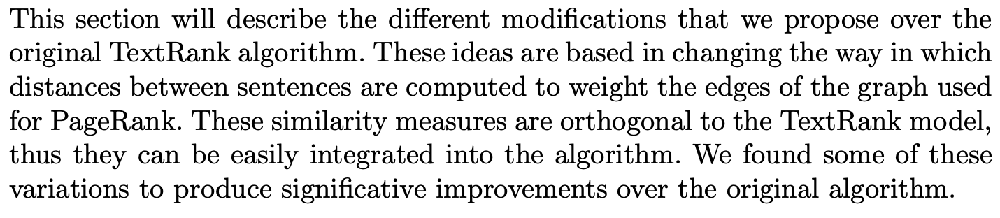 This section will describe the different modifications that we propose over the
original TextRank algorithm. These ideas are based in changing the way in which
distances between sentences are computed to weight the edges of the graph used
for PageRank. These similarity measures are orthogonal to the TextRank model,
thus they can be easily integrated into the algorithm. We found some of these
variations to produce significative improvements over the original algorithm.